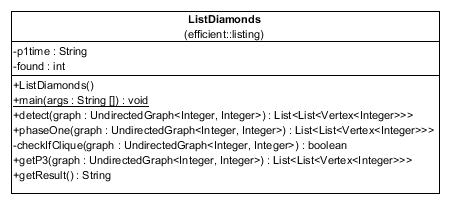 ListDiamonds
(efficient::listing)
-p1time : String
-found : int
+ListDiamonds()
+main(args : String []) : void
+detect(graph : UndirectedGraph<Integer, Integer>) : List<List<Vertex<Integer>>>
+phaseOne(graph : UndirectedGraph<Integer, Integer>) : List<List<Vertex<Integer>>>
-checkIfClique(graph : UndirectedGraph<Integer, Integer>) : boolean
+getP3(graph : UndirectedGraph<Integer, Integer>) : List<List<Vertex<Integer>>>
+getResult() : String